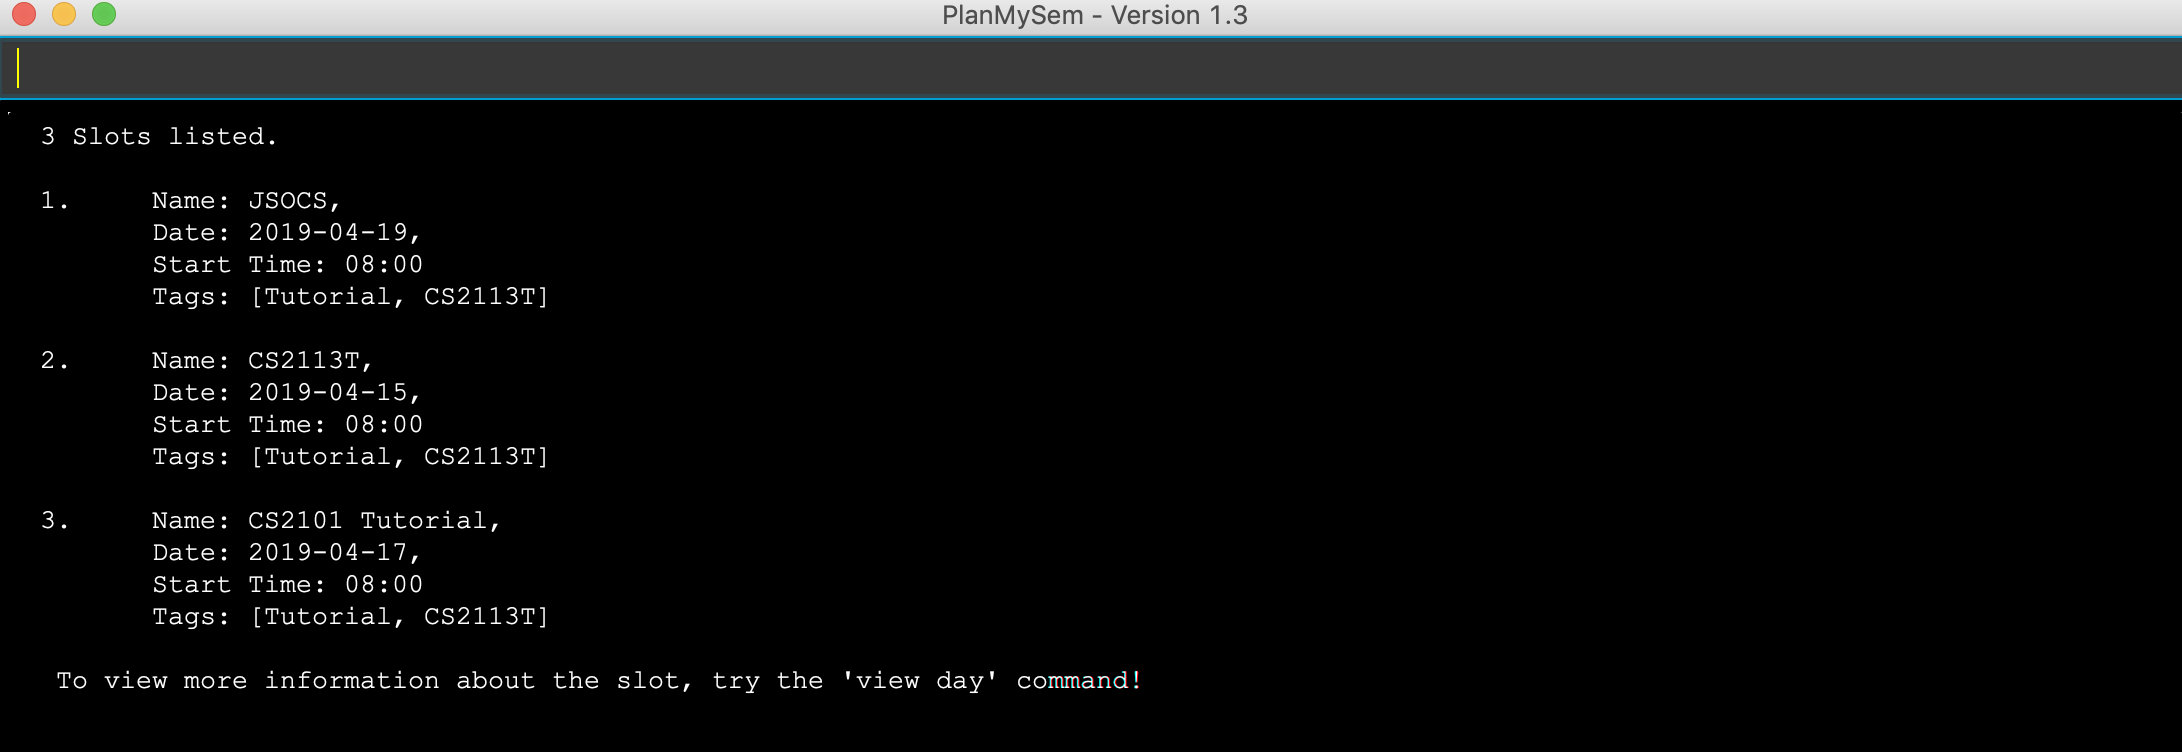 PlanMySem - Version 1.3
3 Slots listed.
1. Name: JSOCS,
Date: 2019-04-19,
Start Time: 08:00
Tags: [Tutorial, CS2113T]
2. Name: CS2113T,
Date: 2019-04-15,
Start Time: 08:00
Tags: [Tutorial, CS2113T]
3. Name: CS2101 Tutorial,
Date: 2019-04-17,
Start Time: 08:00
Tags: [Tutorial, CS2113T]
To view more information about the slot, try the 'view day' command!